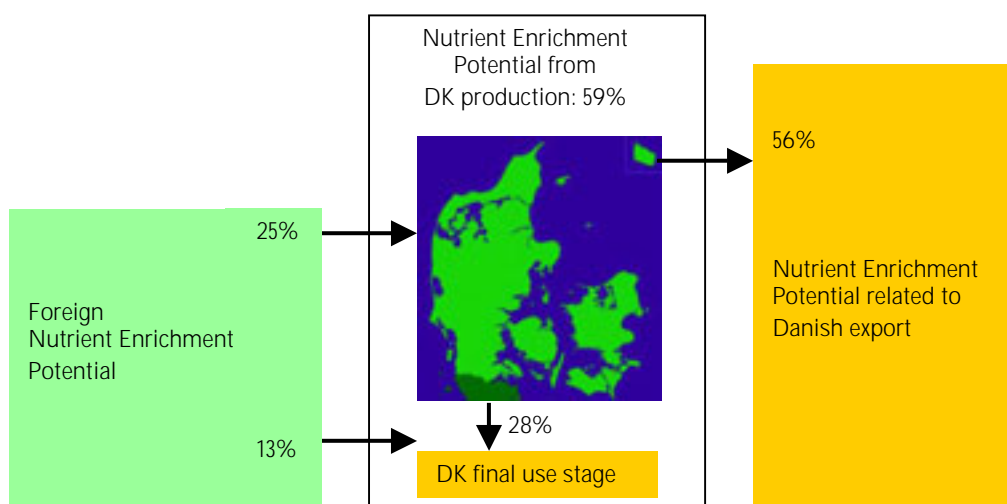 Nutrient Enrichment
Potential from
DK production: 59%
56%
25%
Nutrient Enrichment
Potential related to
Danish export
Foreign
Nutrient Enrichment
Potential
28%
13%
DK final use stage